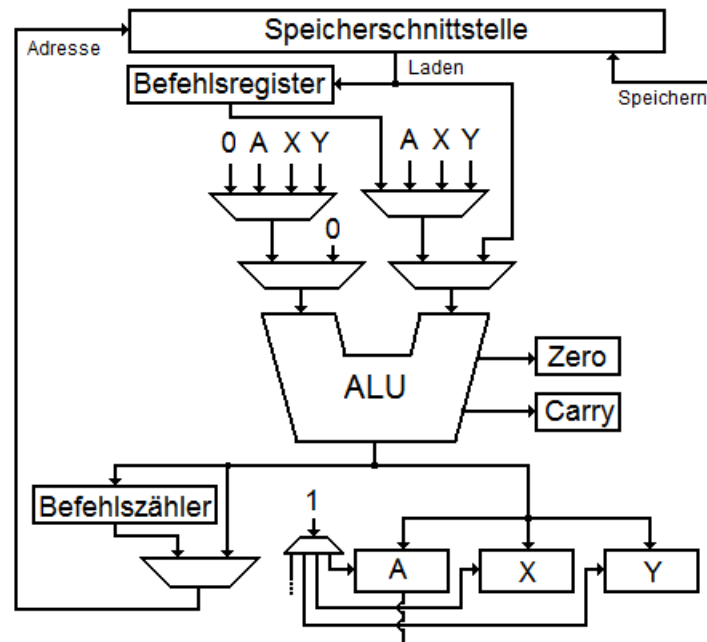 Speicherschnittstelle
Adresse
Laden
Befehlsregister
Speichern
0 A X Y
A X Y
0
ALU
Zero
Carry
Befehlszähler
1
A
X
Y